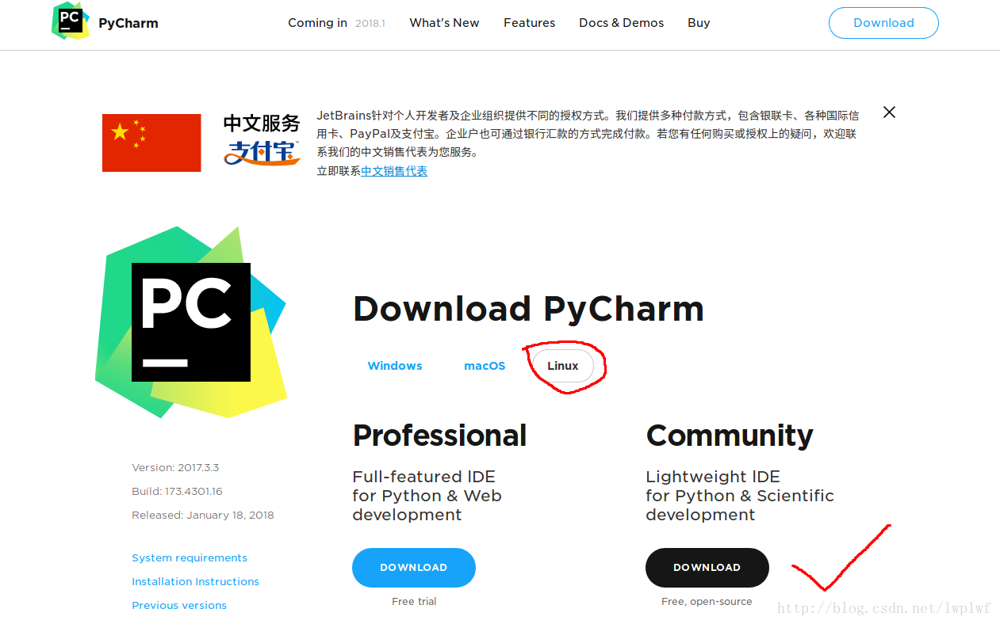 PC PyCharm Coming in 2018.1 What's New Features Docs & Demos Buy Download
中文服务
支付宝
JetBrains针对个人开发者及企业组织提供不同的授权方式。我们提供多种付款方式，包含银联卡、各种国际信
用卡、PayPal及支付宝。企业户也可通过银行汇款的方式完成付款。若您有任何购买或授权上的疑问，欢迎联
系我们的中文销售代表为您服务。
立即联系中文销售代表
PC
Download PyCharm
Windows macOS Linux
Professional
Full-featured IDE
for Python & Web
development
DOWNLOAD
Free trial
Community
Lightweight IDE
for Python & Scientific
development
DOWNLOAD
Free, open-source
Version: 2017.3.3
Build: 173.4301.16
Released: January 18, 2018
System requirements
Installation Instructions
Previous versions
http://blog.csdn.net/lwplwf